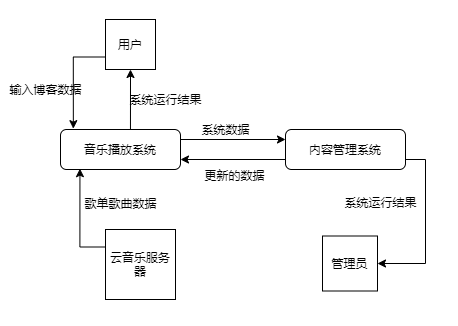 用户
输入博客数据
系统运行结果
系统数据
音乐播放系统
内容管理系统
更新的数据
歌单歌曲数据
系统运行结果
云音乐服务
器
管理员